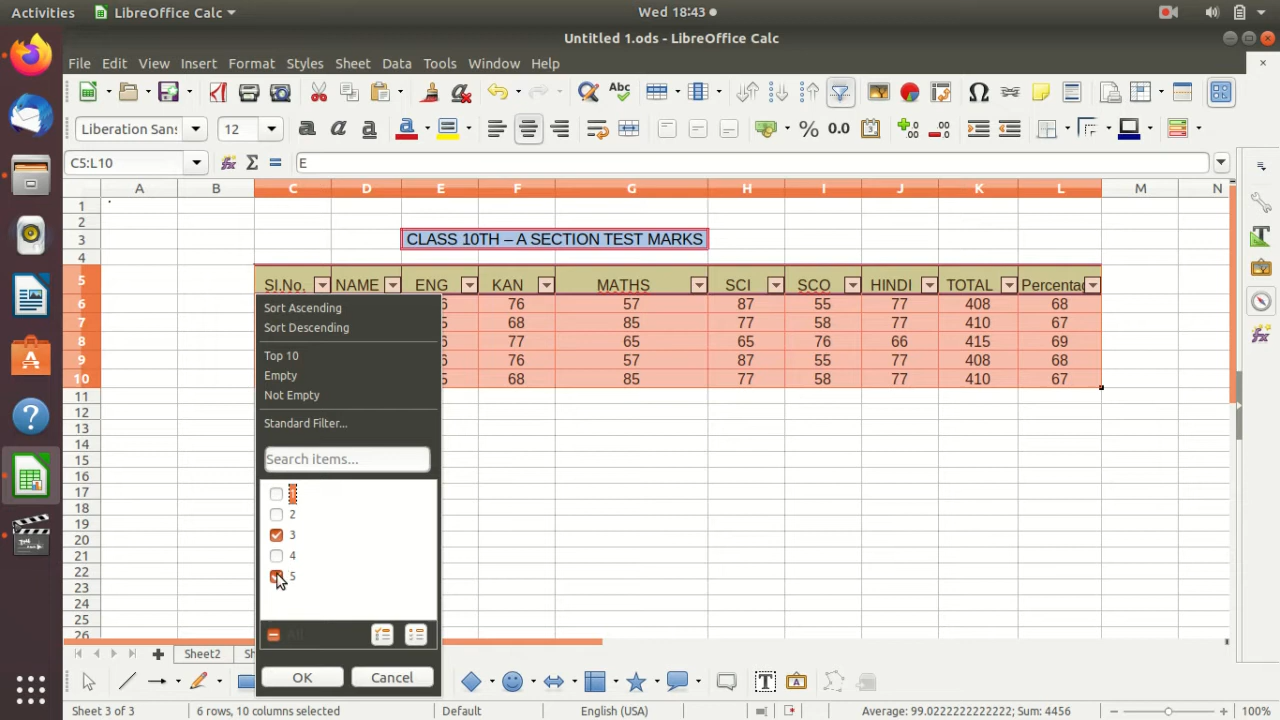 Activities LibreOffice Calc Wed 18:43
Untitled 1.ods - LibreOffice Calc
File Edit View Insert Format Styles Sheet Data Tools Window Help
Liberation Sans 12
C5:L10 E
A B C D E F G H I J K L M N
1
2
3 CLASS 10TH – A SECTION TEST MARKS
4
5 Sl.No, NAME ENG KAN MATHS SCI SCO HINDI TOTAL
6 76 57 87 55 77 408 68
7 68 85 77 58 77 410 67
8 77 65 65 76 66 415 69
9 76 57 87 55 77 408 68
10 68 85 77 58 77 410 67
11
12
13
14
15
16
17
18
19
20
21
22
23
24
25
26
Sort Ascending
Sort Descending
Top 10
Empty
Not Empty
Standard Filter...
Search items...
1
2
3
4
5
All
OK Cancel
Sheet2
Sheet 3 of 3 6 rows, 10 columns selected Default English (USA) Average: 99.0222222222222; Sum: 4456 100%